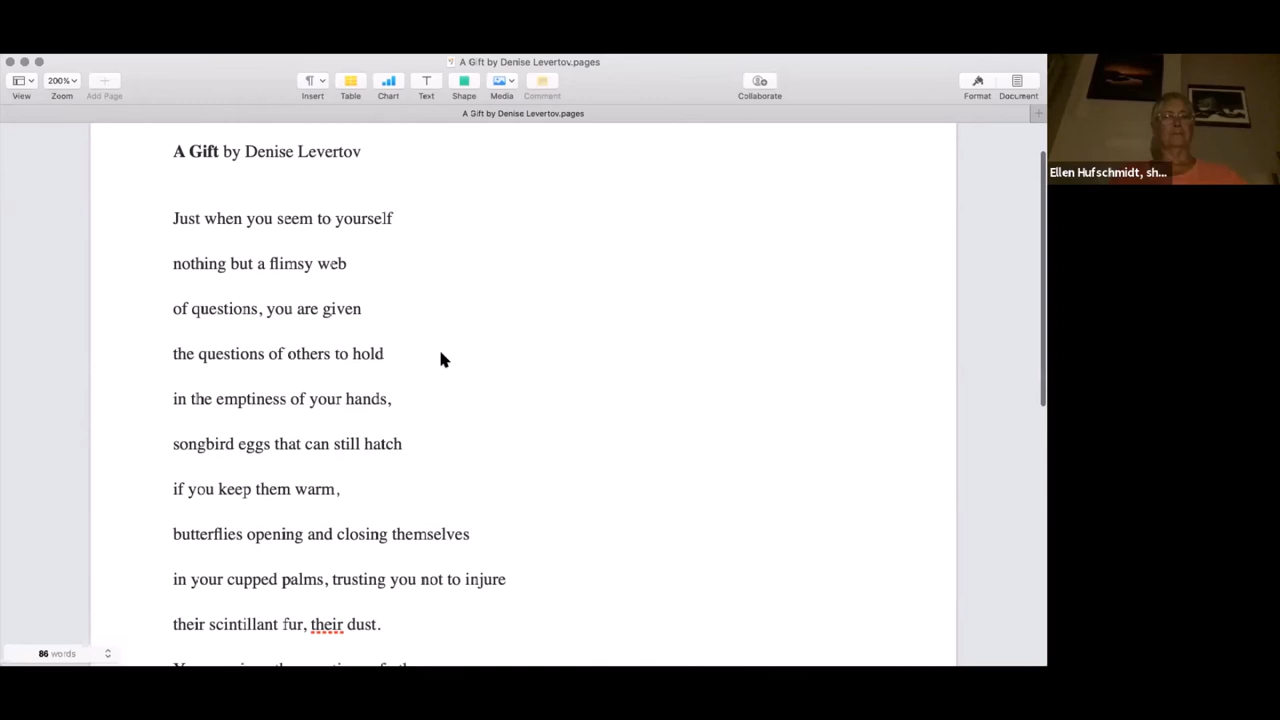 A Gift by Denise Levertov.pages
View
200%
Zoom
Add Page
Insert
Table
Chart
Text
Shape
Media
Comment
Collaborate
Format
Document
A Gift by Denise Levertov.pages
A Gift by Denise Levertov
Just when you seem to yourself
nothing but a flimsy web
of questions, you are given
the questions of others to hold
in the emptiness of your hands,
songbird eggs that can still hatch
if you keep them warm,
butterflies opening and closing themselves
in your cupped palms, trusting you not to injure
their scintillant fur, their dust.
86 words
Ellen Hufschmidt, sh...